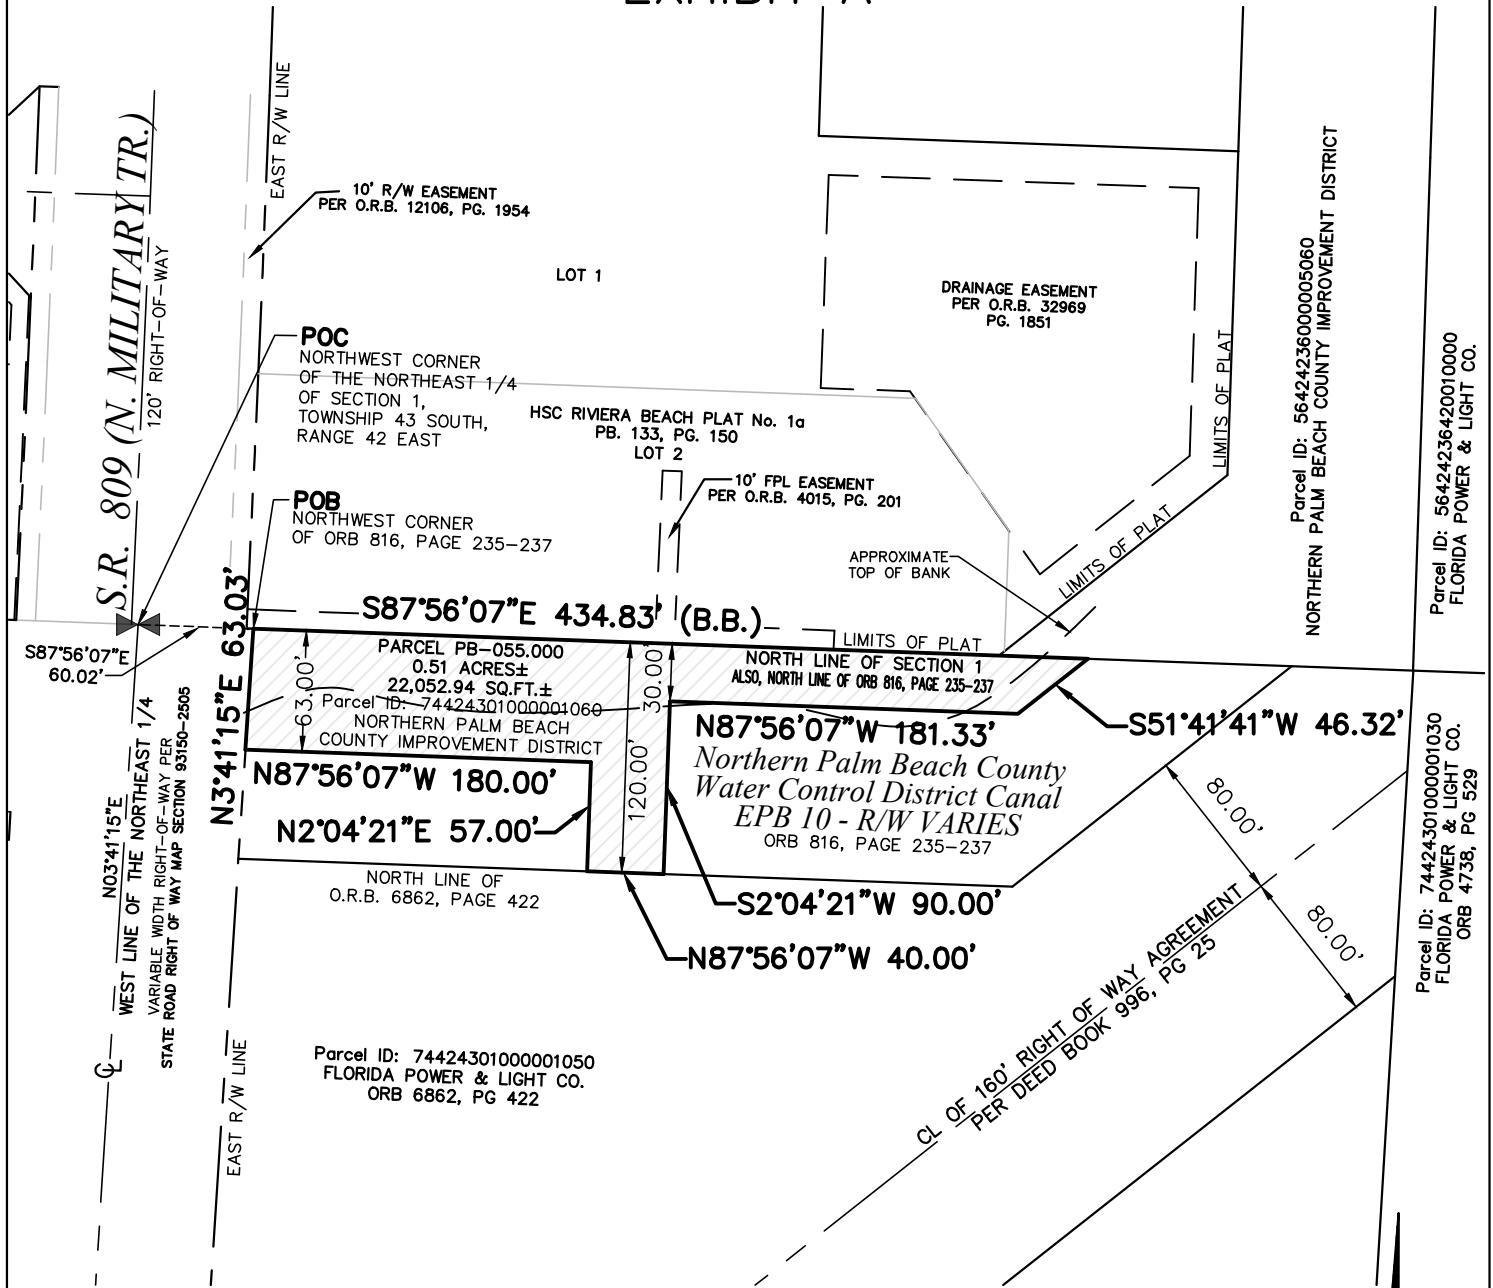 EXHIBIT "A"
EAST R/W LINE
10' R/W EASEMENT
PER O.R.B. 12106, PG. 1954
LOT 1
DRAINAGE EASEMENT
PER O.R.B. 32969
PG. 1851
S.R. 809 (N. MILITARY TR.)
120' RIGHT-OF-WAY
LIMITS OF PLAT
Parcel ID: 56424236000005060
NORTHERN PALM BEACH COUNTY IMPROVEMENT DISTRICT
Parcel ID: 56424236420010000
FLORIDA POWER & LIGHT CO.
POC
NORTHWEST CORNER
OF THE NORTHEAST 1/4
OF SECTION 1,
TOWNSHIP 43 SOUTH,
RANGE 42 EAST
HSC RIVIERA BEACH PLAT No. 1a
PB. 133, PG. 150
LOT 2
10' FPL EASEMENT
PER O.R.B. 4015, PG. 201
POB
NORTHWEST CORNER
OF ORB 816, PAGE 235-237
APPROXIMATE
TOP OF BANK
LIMITS OF PLAT
S87°56'07"E 434.83' (B.B.)
LIMITS OF PLAT
S87°56'07"E
60.02'
N3°41'15"E 63.03'
PARCEL PB-055.000
0.51 ACRES±
22,052.94 SQ.FT.±
Parcel ID: 74424301000001060
NORTHERN PALM BEACH
COUNTY IMPROVEMENT DISTRICT
63.00'
30.00'
120.00'
NORTH LINE OF SECTION 1
ALSO, NORTH LINE OF ORB 816, PAGE 235-237
S51°41'41"W 46.32'
N87°56'07"W 181.33'
Northern Palm Beach County
Water Control District Canal
EPB 10 - R/W VARIES
ORB 816, PAGE 235-237
N87°56'07"W 180.00'
N2°04'21"E 57.00'
NORTH LINE OF
O.R.B. 6862, PAGE 422
S2°04'21"W 90.00'
N87°56'07"W 40.00'
N03°41'15"E
WEST LINE OF THE NORTHEAST 1/4
VARIABLE WIDTH RIGHT-OF-WAY PER
STATE ROAD RIGHT OF WAY MAP SECTION 93150-2505
80.00'
80.00'
Parcel ID: 74424301000001030
FLORIDA POWER & LIGHT CO.
ORB 4738, PG 529
CL OF 160' RIGHT OF WAY AGREEMENT
PER DEED BOOK 996, PG 25
CL
EAST R/W LINE
Parcel ID: 74424301000001050
FLORIDA POWER & LIGHT CO.
ORB 6862, PG 422